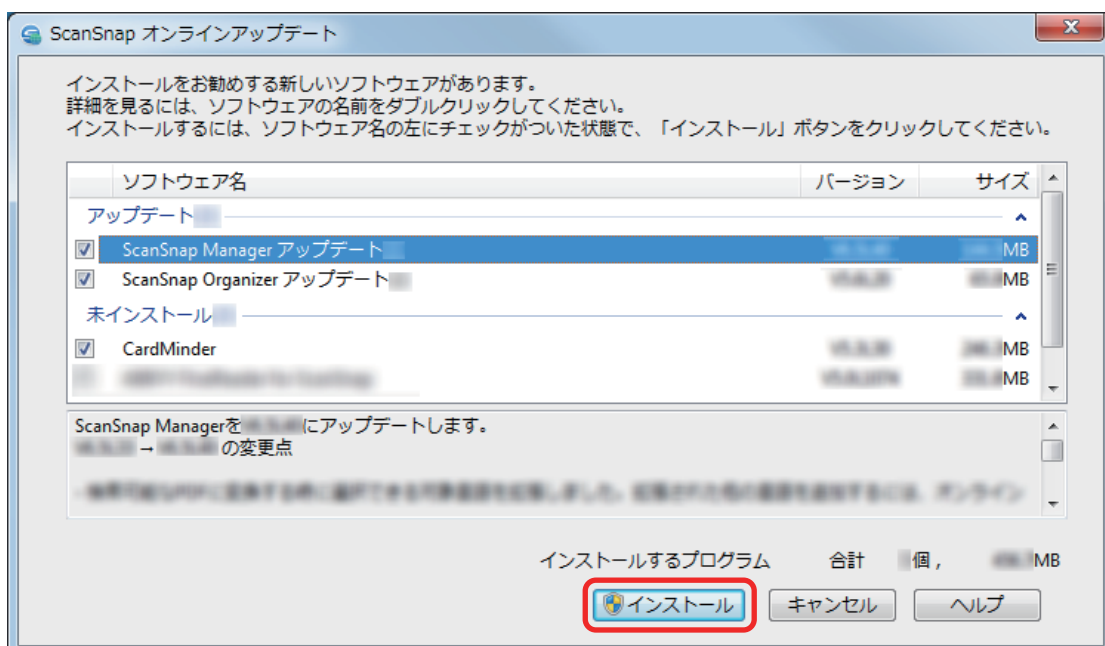 ScanSnap オンラインアップデート
インストールをお勧めする新しいソフトウェアがあります。
詳細を見るには、ソフトウェアの名前をダブルクリックしてください。
インストールするには、ソフトウェア名の左にチェックがついた状態で、「インストール」ボタンをクリックしてください。
ソフトウェア名 バージョン サイズ
アップデート
ScanSnap Manager アップデート MB
ScanSnap Organizer アップデート MB
未インストール
CardMinder MB
MB
ScanSnap Managerを にアップデートします。
→ の変更点
インストールするプログラム 合計 個, MB
インストール キャンセル ヘルプ